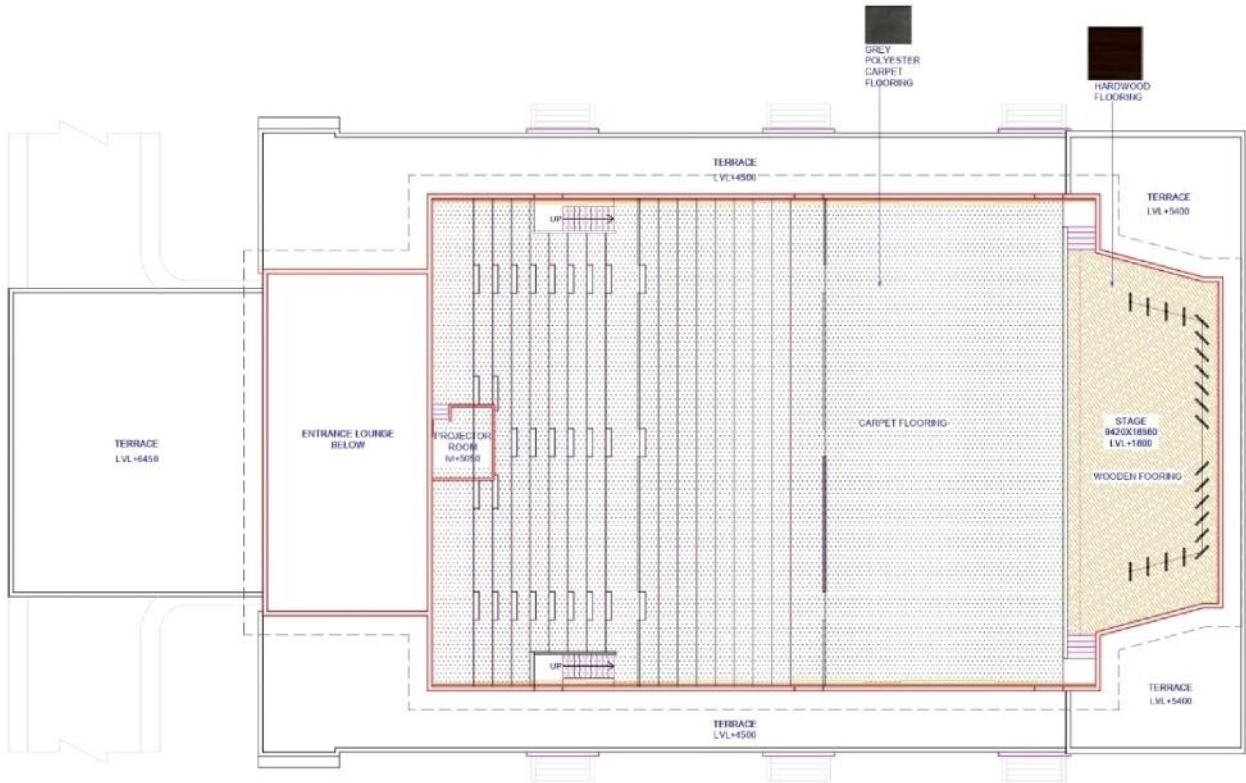 GREY
POLYESTER
CARPET
FLOORING
HARDWOOD
FLOORING
TERRACE
LVL+4500
TERRACE
LVL+5400
UP
TERRACE
LVL+6450
ENTRANCE LOUNGE
BELOW
PROJECTOR
ROOM
lvl+5050
CARPET FLOORING
STAGE
9420X18560
LVL+1800
WOODEN FOORING
UP
TERRACE
LVL+5400
TERRACE
LVL+4500